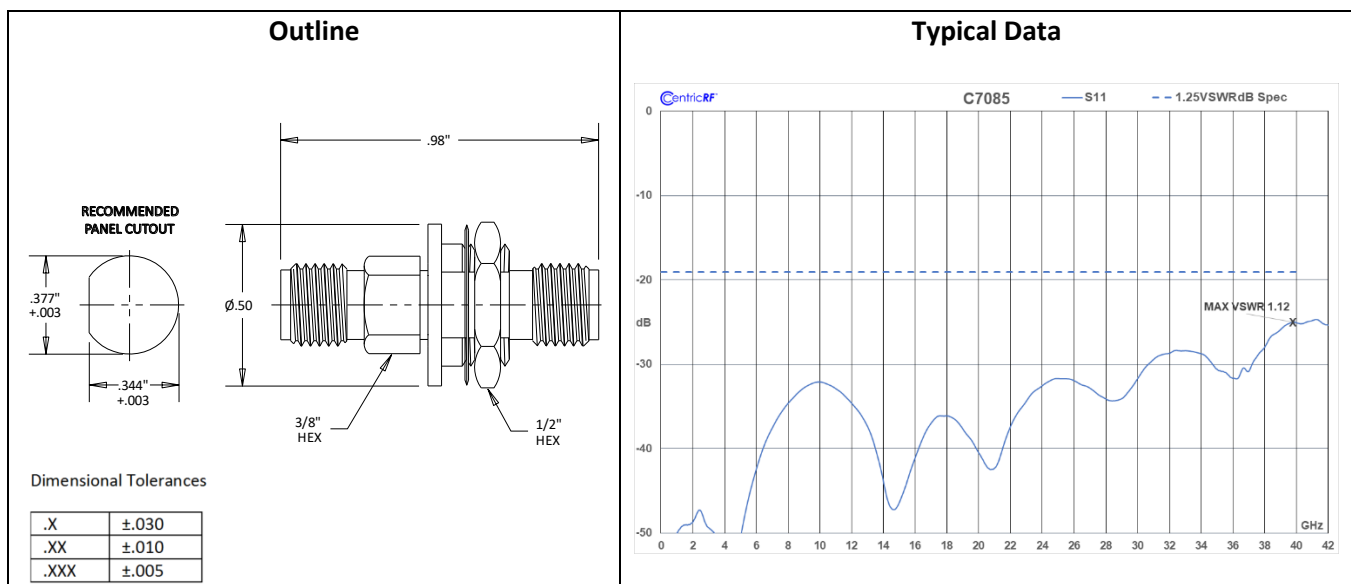 Outline
.98"
RECOMMENDED
PANEL CUTOUT
.377"
+.003
Ø.50
.344"
+.003
3/8"
HEX
1/2"
HEX
Dimensional Tolerances
.X ±.030
.XX ±.010
.XXX ±.005
Typical Data
CentricRF™ C7085 S11 1.25VSWRdB Spec
0
-10
-20
MAX VSWR 1.12
dB
-30
-40
GHz
-50
0 2 4 6 8 10 12 14 16 18 20 22 24 26 28 30 32 34 36 38 40 42